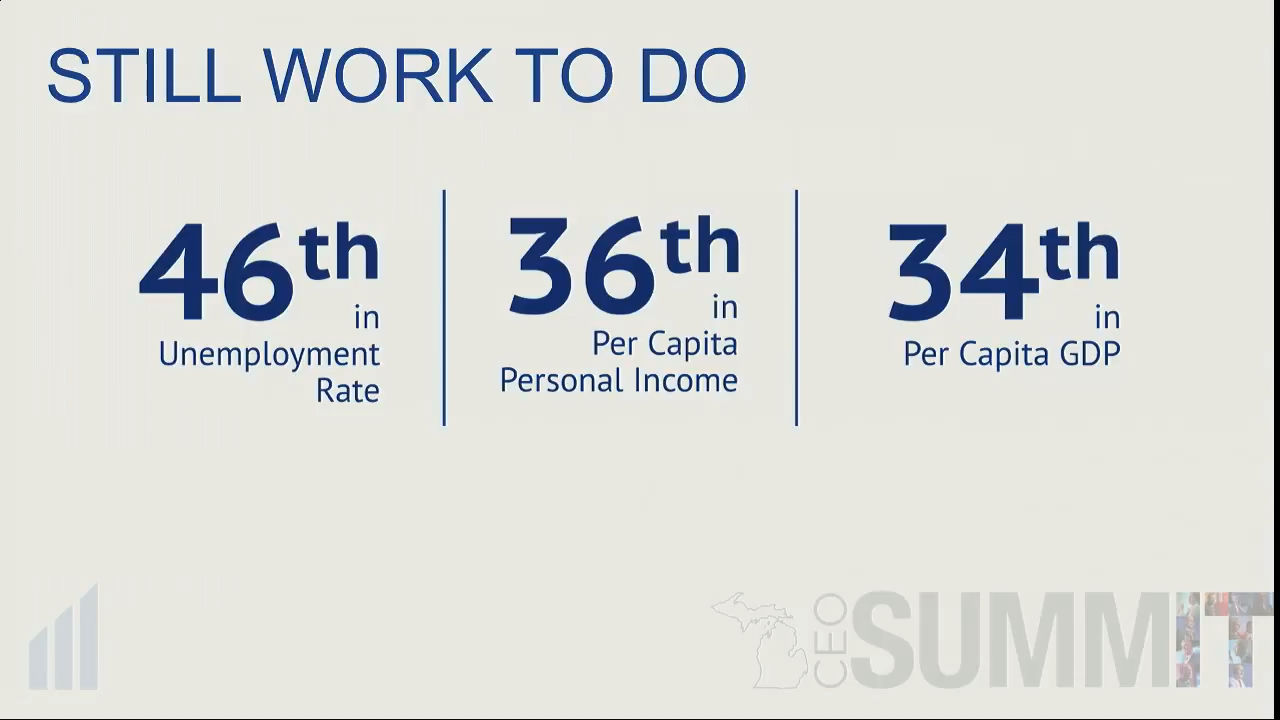 STILL WORK TO DO
46th
in
Unemployment
Rate
36th
in
Per Capita
Personal Income
34th
in
Per Capita GDP
CEO
SUMMIT